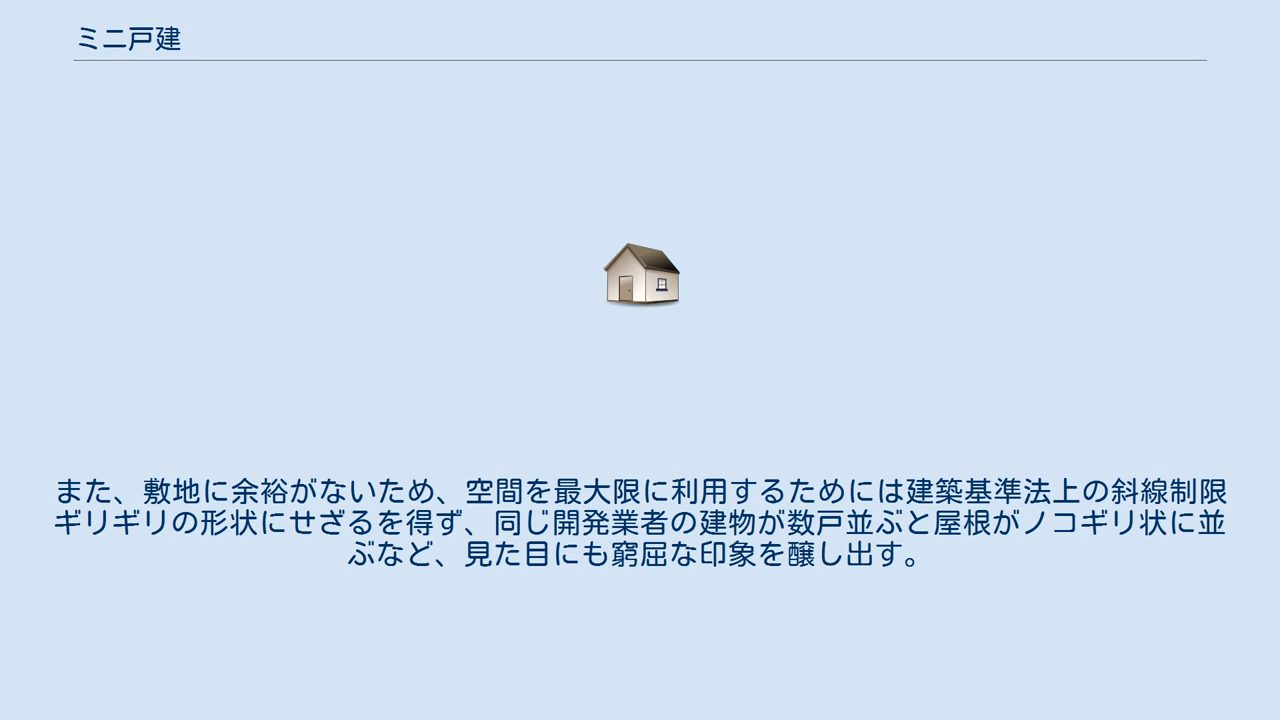 ミニ戸建
また、敷地に余裕がないため、空間を最大限に利用するためには建築基準法上の斜線制限
ギリギリの形状にせざるを得ず、同じ開発業者の建物が数戸並ぶと屋根がノコギリ状に並
ぶなど、見た目にも窮屈な印象を醸し出す。